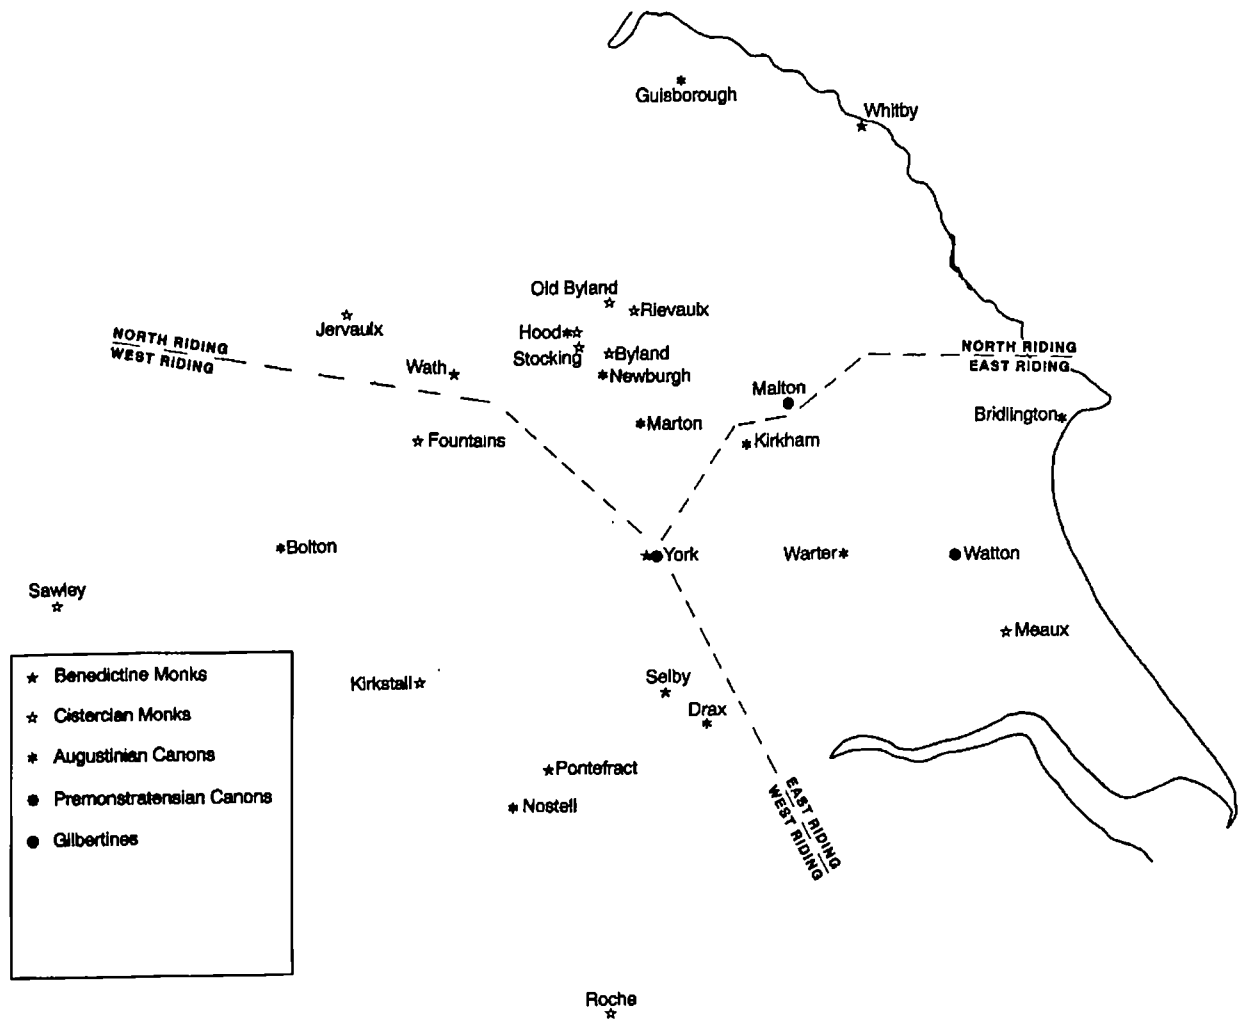 Guisborough
Whitby
Old Byland
Rievaulx
Jervaulx
Hood
Stocking
Byland
Newburgh
NORTH RIDING
WEST RIDING
Wath
NORTH RIDING
EAST RIDING
Malton
Bridlington
Marton
Kirkham
Fountains
Bolton
York
Warter
Watton
Sawley
Meaux
Kirkstall
Selby
Drax
Pontefract
Nostell
EAST RIDING
WEST RIDING
Benedictine Monks
Cistercian Monks
Augustinian Canons
Premonstratensian Canons
Gilbertines
Roche